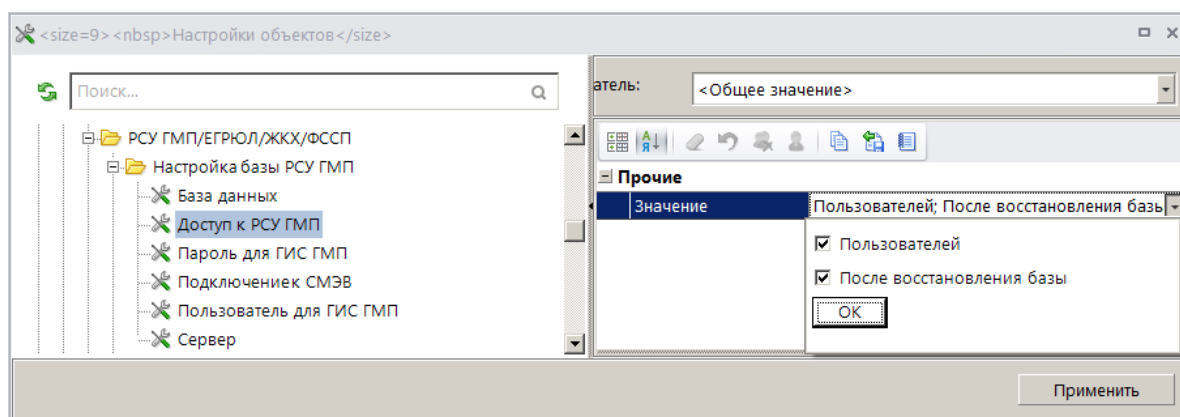 <size=9><nbsp>Настройки объектов</size>
Поиск...
РСУ ГМП/ЕГРЮЛ/ЖКХ/ФССП
Настройка базы РСУ ГМП
База данных
Доступ к РСУ ГМП
Пароль для ГИС ГМП
Подключениек СМЭВ
Пользователь для ГИС ГМП
Сервер
атель: <Общее значение>
А
Я
Прочие
Значение Пользователей; После восстановления базы
Пользователей
После восстановления базы
ОК
Применить